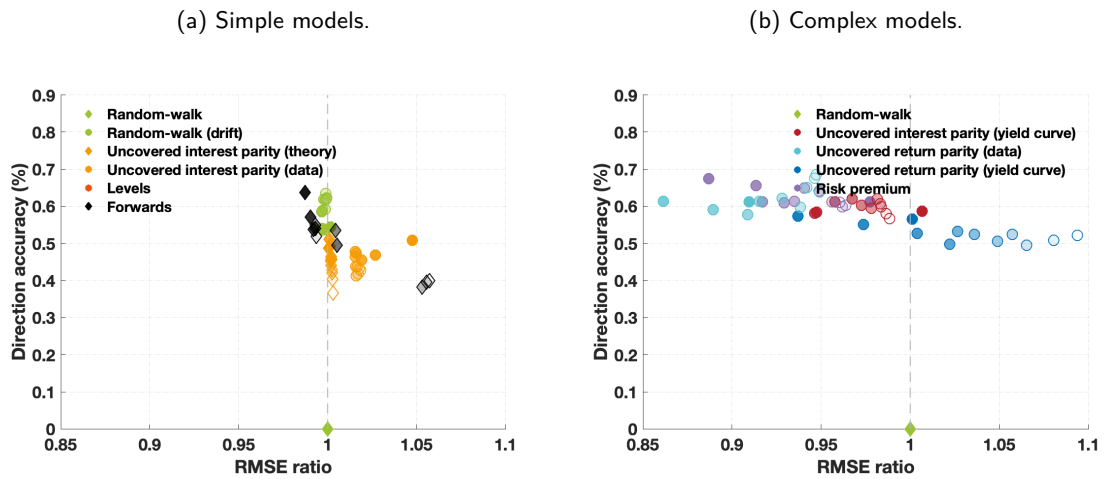 (a) Simple models.
0.9
0.8
0.7
0.6
0.5
0.4
0.3
0.2
0.1
0
Direction accuracy (%)
Random-walk
Random-walk (drift)
Uncovered interest parity (theory)
Uncovered interest parity (data)
Levels
Forwards
0.85
0.9
0.95
1
1.05
1.1
RMSE ratio
(b) Complex models.
0.9
0.8
0.7
0.6
0.5
0.4
0.3
0.2
0.1
0
Direction accuracy (%)
Random-walk
Uncovered interest parity (yield curve)
Uncovered return parity (data)
Uncovered return parity (yield curve)
Risk premium
0.85
0.9
0.95
1
1.05
1.1
RMSE ratio